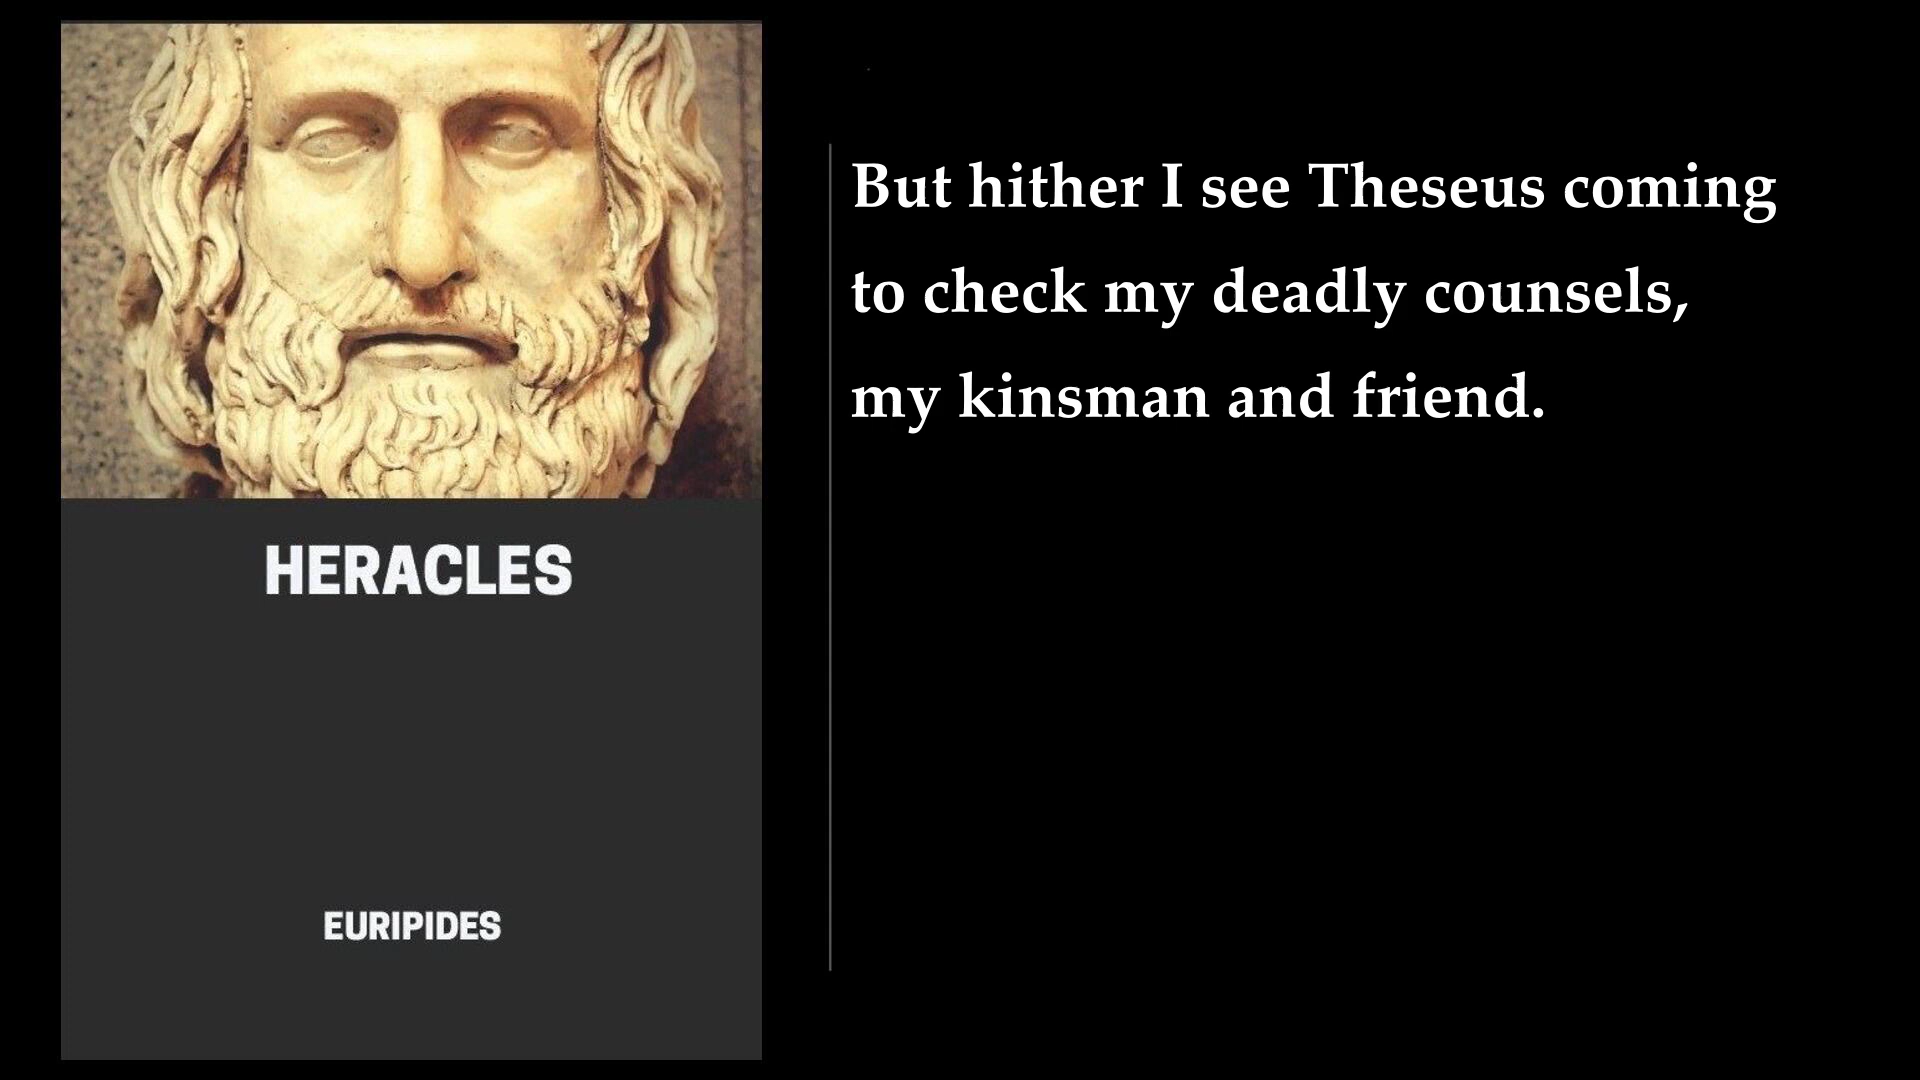 HERACLES
EURIPIDES
But hither I see Theseus coming
to check my deadly counsels,
my kinsman and friend.